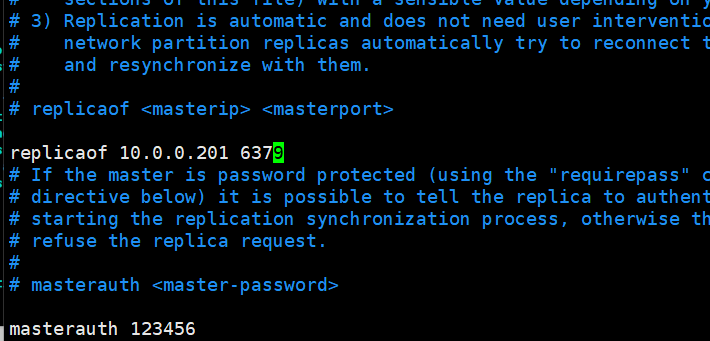 #    sections of this file) with a sensible value depending on
# 3) Replication is automatic and does not need user
#    network partition replicas automatically try to reconnect
#    and resynchronize with them.
#
# replicaof <masterip> <masterport>
replicaof 10.0.0.201 6379
# If the master is password protected (using the "requirepass"
# directive below) it is possible to tell the replica to
# starting the replication synchronization process, otherwise
# refuse the replica request.
#
# masterauth <master-password>
masterauth 123456